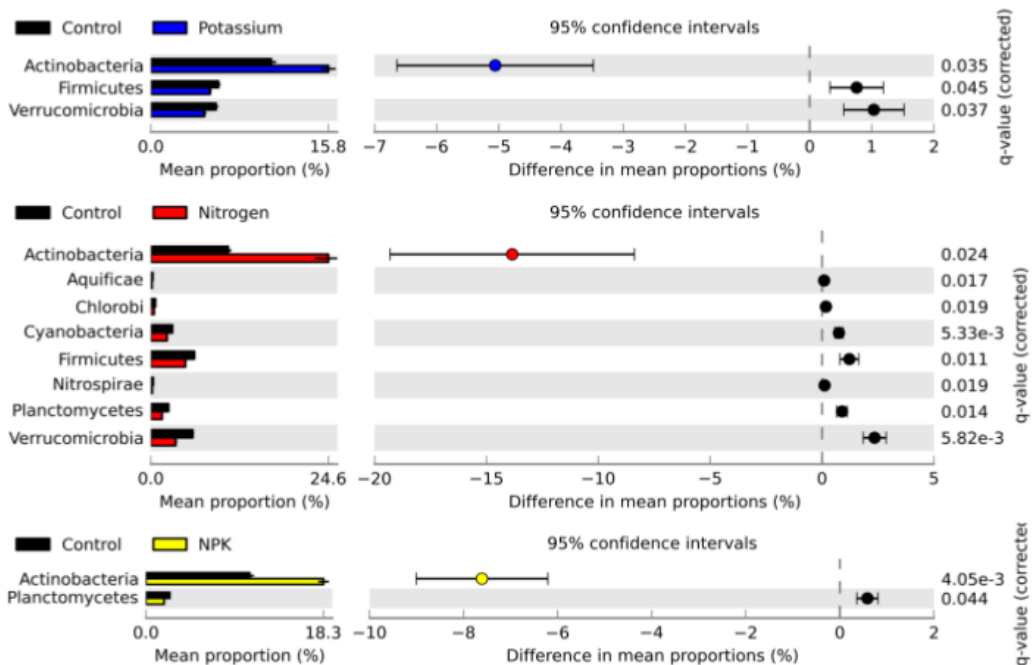 Control Potassium 95% confidence intervals
Actinobacteria 0.035
Firmicutes 0.045
Verrucomicrobia 0.037
0.0 15.8 −7 −6 −5 −4 −3 −2 −1 0 1 2
Mean proportion (%) Difference in mean proportions (%)
q-value (corrected)
Control Nitrogen 95% confidence intervals
Actinobacteria 0.024
Aquificae 0.017
Chlorobi 0.019
Cyanobacteria 5.33e-3
Firmicutes 0.011
Nitrospirae 0.019
Planctomycetes 0.014
Verrucomicrobia 5.82e-3
0.0 24.6 −20 −15 −10 −5 0 5
Mean proportion (%) Difference in mean proportions (%)
q-value (corrected)
Control NPK 95% confidence intervals
Actinobacteria 4.05e-3
Planctomycetes 0.044
0.0 18.3 −10 −8 −6 −4 −2 0 2
Mean proportion (%) Difference in mean proportions (%)
q-value (corrected